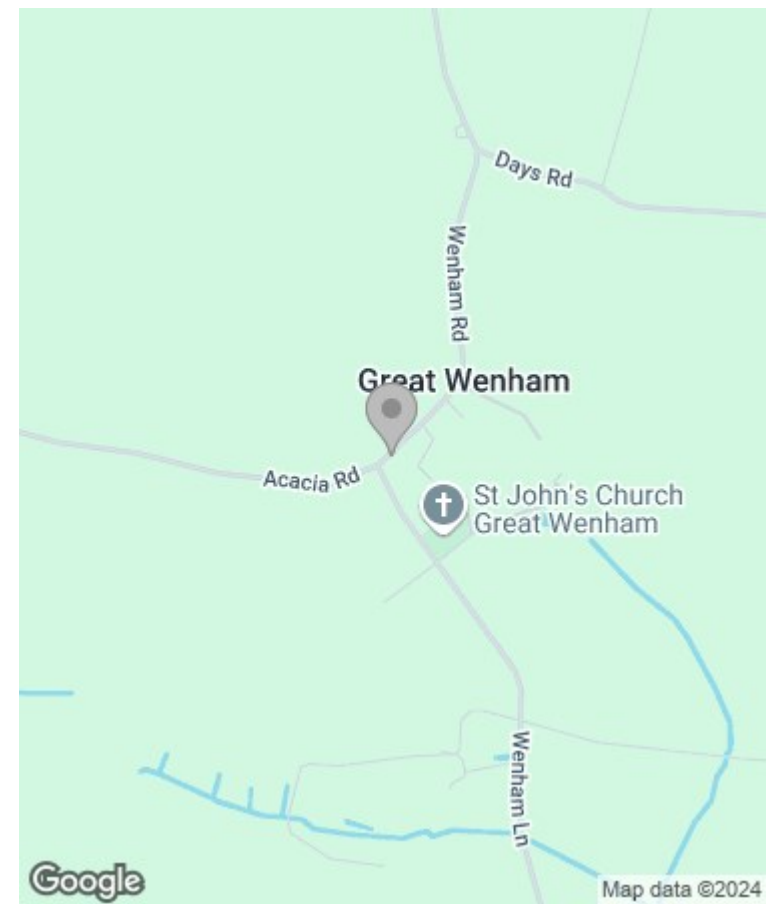 Days Rd
Wenham Rd
Great Wenham
Acacia Rd
St John's Church
Great Wenham
Wenham Ln
Google
Map data ©2024